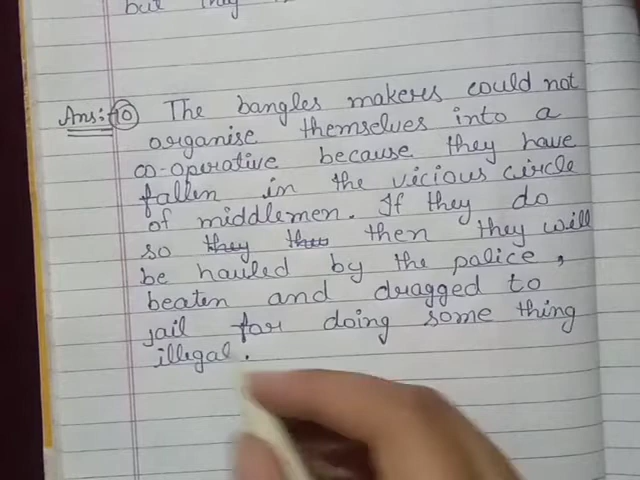 but they
Ans:- 10 The bangles makers could not
organise themselves into a
co-operative because they have
fallen in the vicious circle
of middlemen. If they do
so they then they will
be hauled by the police,
beaten and dragged to
jail for doing some thing
illegal.